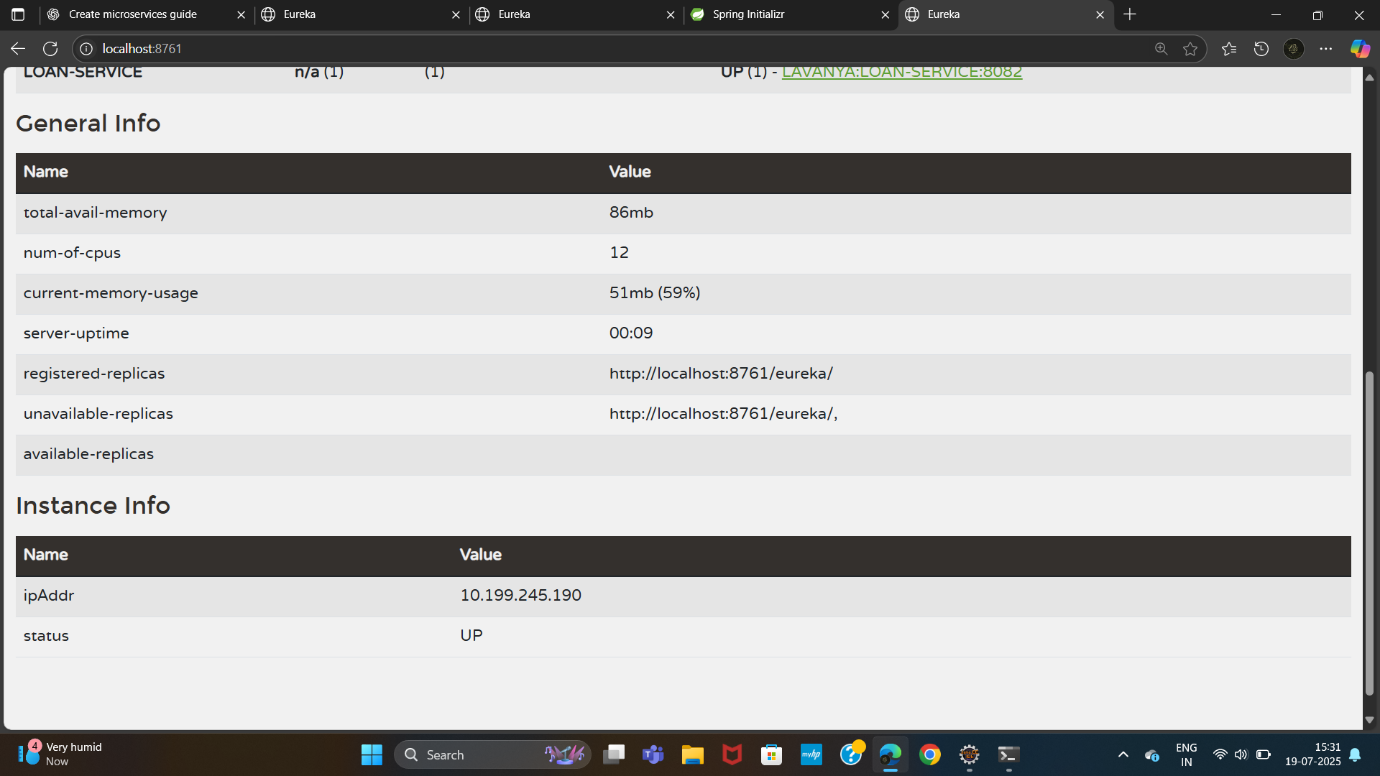 Create microservices guide
Eureka
Eureka
Spring Initializr
Eureka
localhost:8761
LOAN-SERVICE n/a (1) (1) UP (1) - LAVANYA:LOAN-SERVICE:8082
General Info
Name Value
total-avail-memory 86mb
num-of-cpus 12
current-memory-usage 51mb (59%)
server-uptime 00:09
registered-replicas http://localhost:8761/eureka/
unavailable-replicas http://localhost:8761/eureka/,
available-replicas
Instance Info
Name Value
ipAddr 10.199.245.190
status UP
4
Very humid
Now
Search
myhp
ENG
IN
15:31
19-07-2025